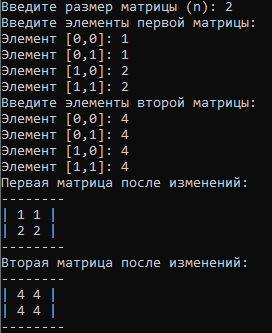 Введите размер матрицы (n): 2
Введите элементы первой матрицы:
Элемент [0,0]: 1
Элемент [0,1]: 1
Элемент [1,0]: 2
Элемент [1,1]: 2
Введите элементы второй матрицы:
Элемент [0,0]: 4
Элемент [0,1]: 4
Элемент [1,0]: 4
Элемент [1,1]: 4
Первая матрица после изменений:
--------
| 1 1 |
| 2 2 |
--------
Вторая матрица после изменений:
--------
| 4 4 |
| 4 4 |
--------